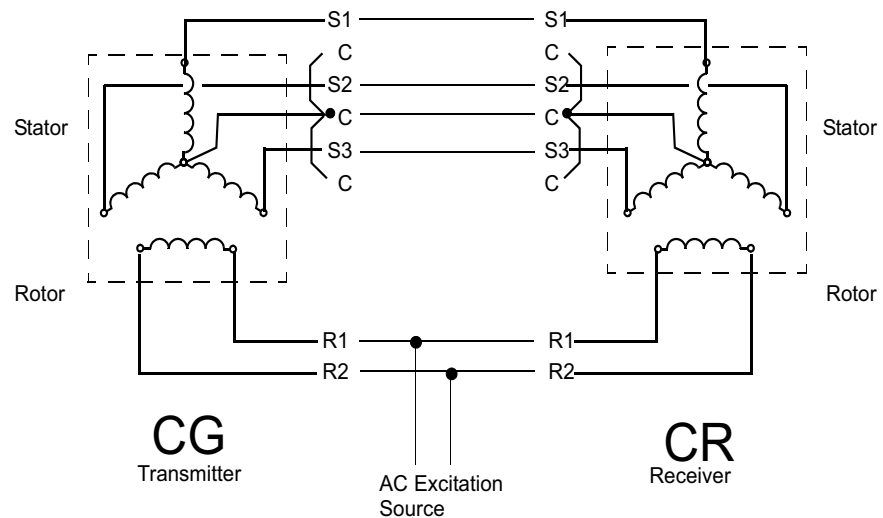 S1 S1
C C
S2 S2
Stator C C Stator
S3 S3
C C
Rotor Rotor
R1 R1
R2 R2
CG CR
Transmitter Receiver
AC Excitation
Source